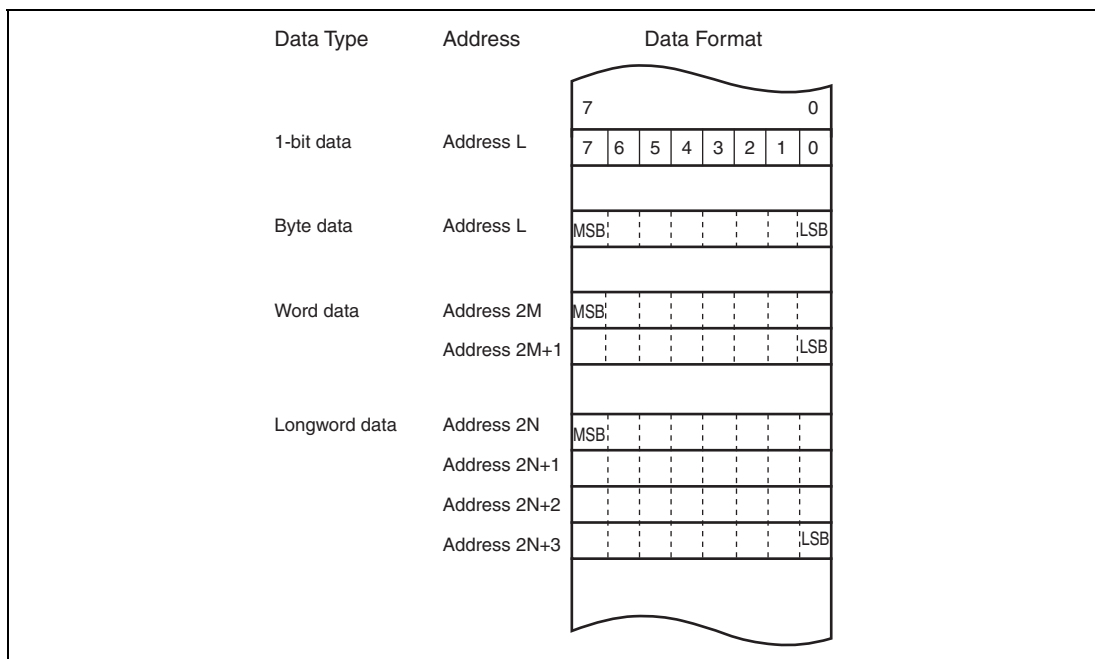 Data Type Address Data Format
7 0
1-bit data Address L 7 6 5 4 3 2 1 0
Byte data Address L MSB LSB
Word data Address 2M MSB
Address 2M+1 LSB
Longword data Address 2N MSB
Address 2N+1
Address 2N+2
Address 2N+3 LSB